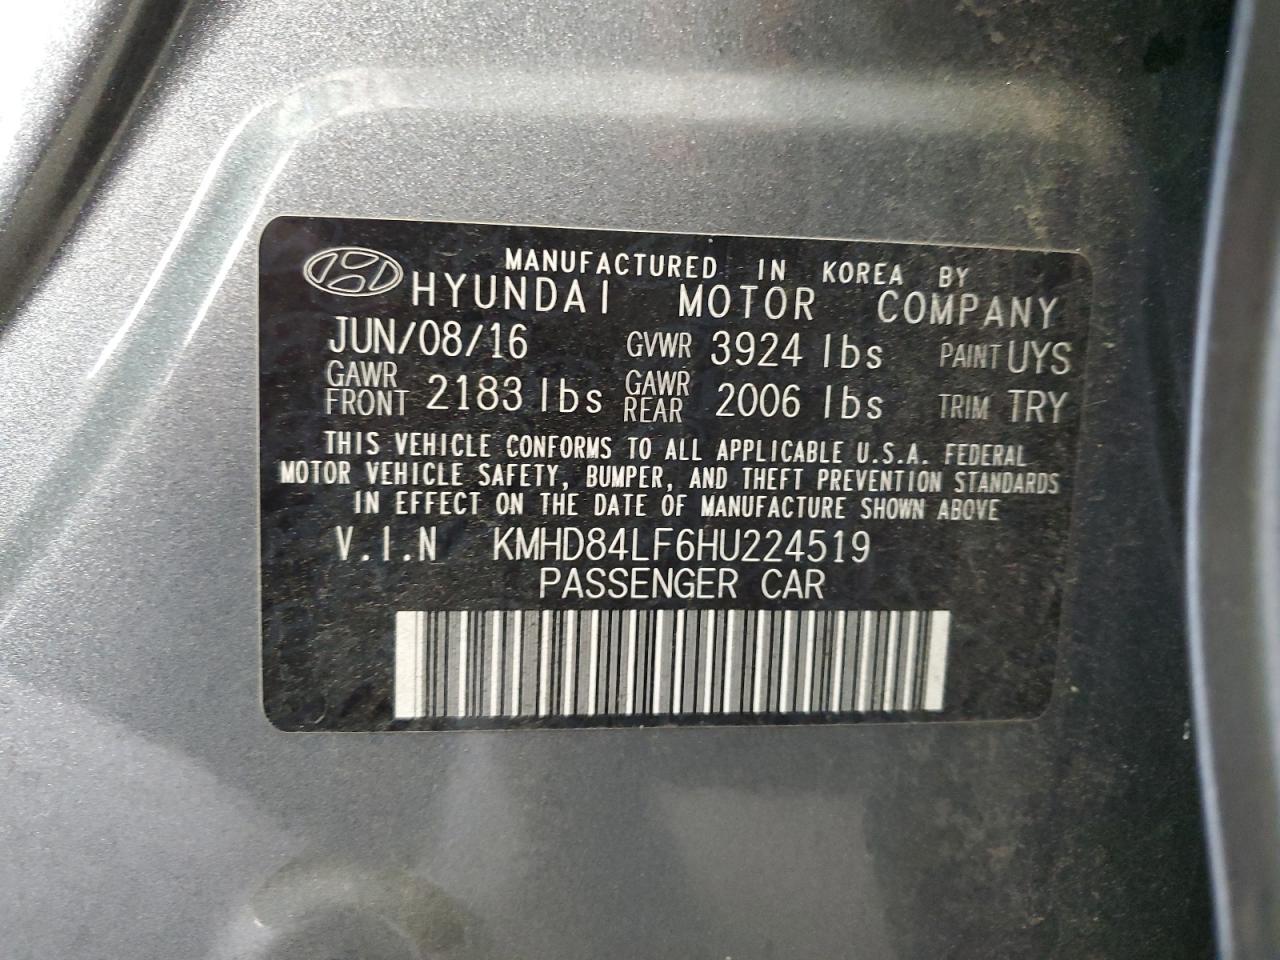 MANUFACTURED IN KOREA BY
HYUNDAI MOTOR COMPANY
JUN/08/16 GVWR 3924 lbs PAINT UYS
GAWR FRONT 2183 lbs GAWR REAR 2006 lbs TRIM TRY
THIS VEHICLE CONFORMS TO ALL APPLICABLE U.S.A. FEDERAL
MOTOR VEHICLE SAFETY, BUMPER, AND THEFT PREVENTION STANDARDS
IN EFFECT ON THE DATE OF MANUFACTURE SHOWN ABOVE
V.I.N KMHD84LF6HU224519
PASSENGER CAR